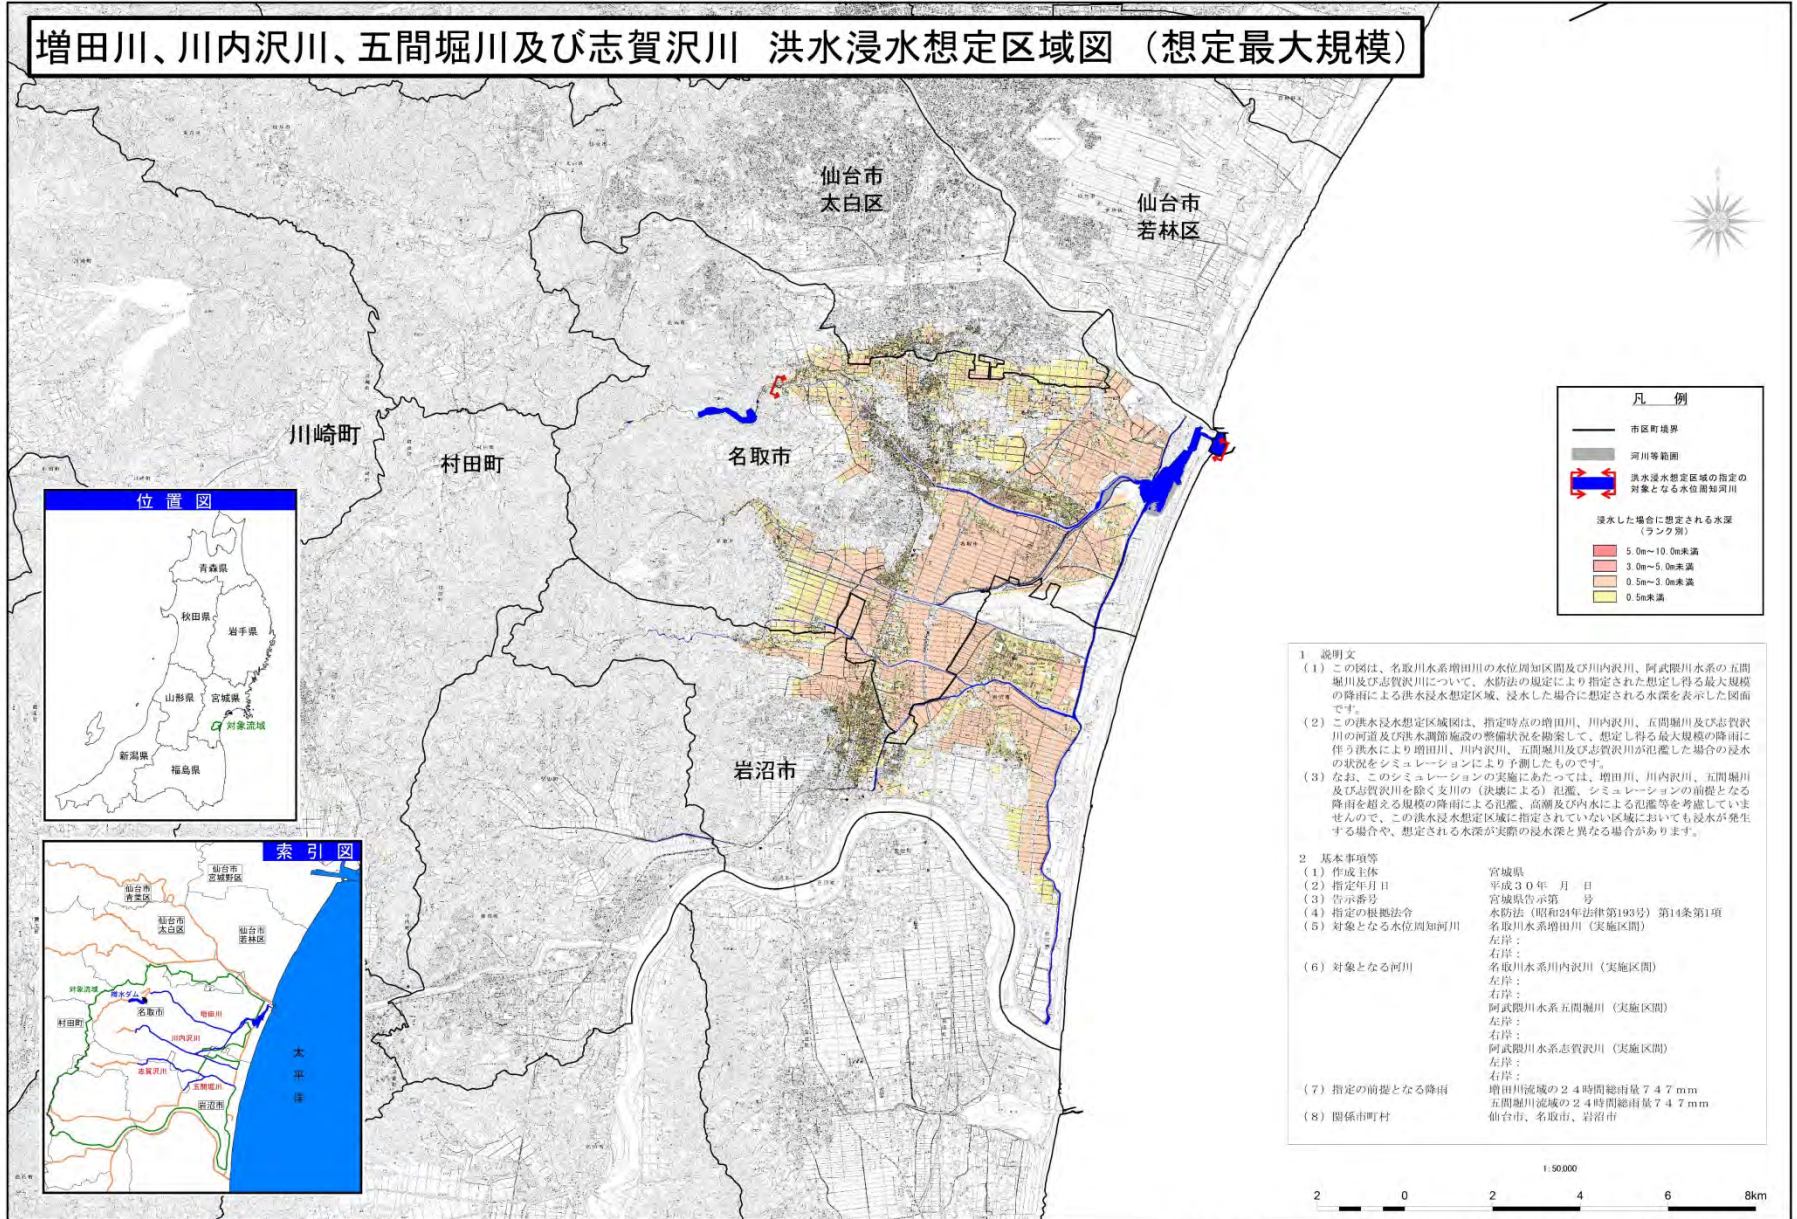 増田川、川内沢川、五間堀川及び志賀沢川 洪水浸水想定区域図 (想定最大規模)
仙台市
太白区
仙台市
若林区
川崎町
村田町
名取市
岩沼市
位置図
青森県
秋田県
岩手県
山形県
宮城県
対象流域
新潟県
福島県
索引図
仙台市
宮城野区
仙台市
青葉区
仙台市
太白区
仙台市
若林区
対象流域
樽水ダム
名取市
増田川
村田町
川内沢川
志賀沢川
五間堀川
岩沼市
太平洋
凡 例
市区町境界
河川等範囲
洪水浸水想定区域の指定の
対象となる水位周知河川
浸水した場合に想定される水深
(ランク別)
5.0m～10.0m未満
3.0m～5.0m未満
0.5m～3.0m未満
0.5m未満
1 説明文
(1) この図は、名取川水系増田川の水位周知区間及び川内沢川、阿武隈川水系の五間
堀川及び志賀沢川について、水防法の規定により指定された想定し得る最大規模
の降雨による洪水浸水想定区域、浸水した場合に想定される水深を表示した図面
です。
(2) この洪水浸水想定区域図は、指定時点の増田川、川内沢川、五間堀川及び志賀沢
川の河道及び洪水調節施設の整備状況を勘案して、想定し得る最大規模の降雨に
伴う洪水により増田川、川内沢川、五間堀川及び志賀沢川が氾濫した場合の浸水
の状況をシミュレーションにより予測したものです。
(3) なお、このシミュレーションの実施にあたっては、増田川、川内沢川、五間堀川
及び志賀沢川を除く支川の（決壊による）氾濫、シミュレーションの前提となる
降雨を超える規模の降雨による氾濫、高潮及び内水による氾濫等を考慮していま
せんので、この洪水浸水想定区域に指定されていない区域においても浸水が発生
する場合や、想定される水深が実際の浸水深と異なる場合があります。
2 基本事項等
(1) 作成主体 宮城県
(2) 指定年月日 平成30年 月 日
(3) 告示番号 宮城県告示第 号
(4) 指定の根拠法令 水防法（昭和24年法律第193号）第14条第1項
(5) 対象となる水位周知河川 名取川水系増田川（実施区間）
左岸：
右岸：
(6) 対象となる河川 名取川水系川内沢川（実施区間）
左岸：
右岸：
阿武隈川水系五間堀川（実施区間）
左岸：
右岸：
阿武隈川水系志賀沢川（実施区間）
左岸：
右岸：
(7) 指定の前提となる降雨 増田川流域の24時間総雨量747mm
五間堀川流域の24時間総雨量747mm
(8) 関係市町村 仙台市、名取市、岩沼市
1:50,000
2 0 2 4 6 8km